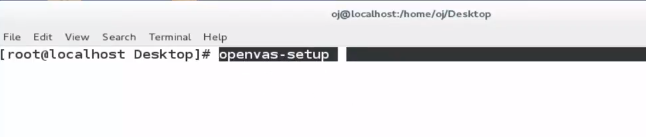 oj@localhost:/home/oj/Desktop
File Edit View Search Terminal Help
[root@localhost Desktop]# openvas-setup